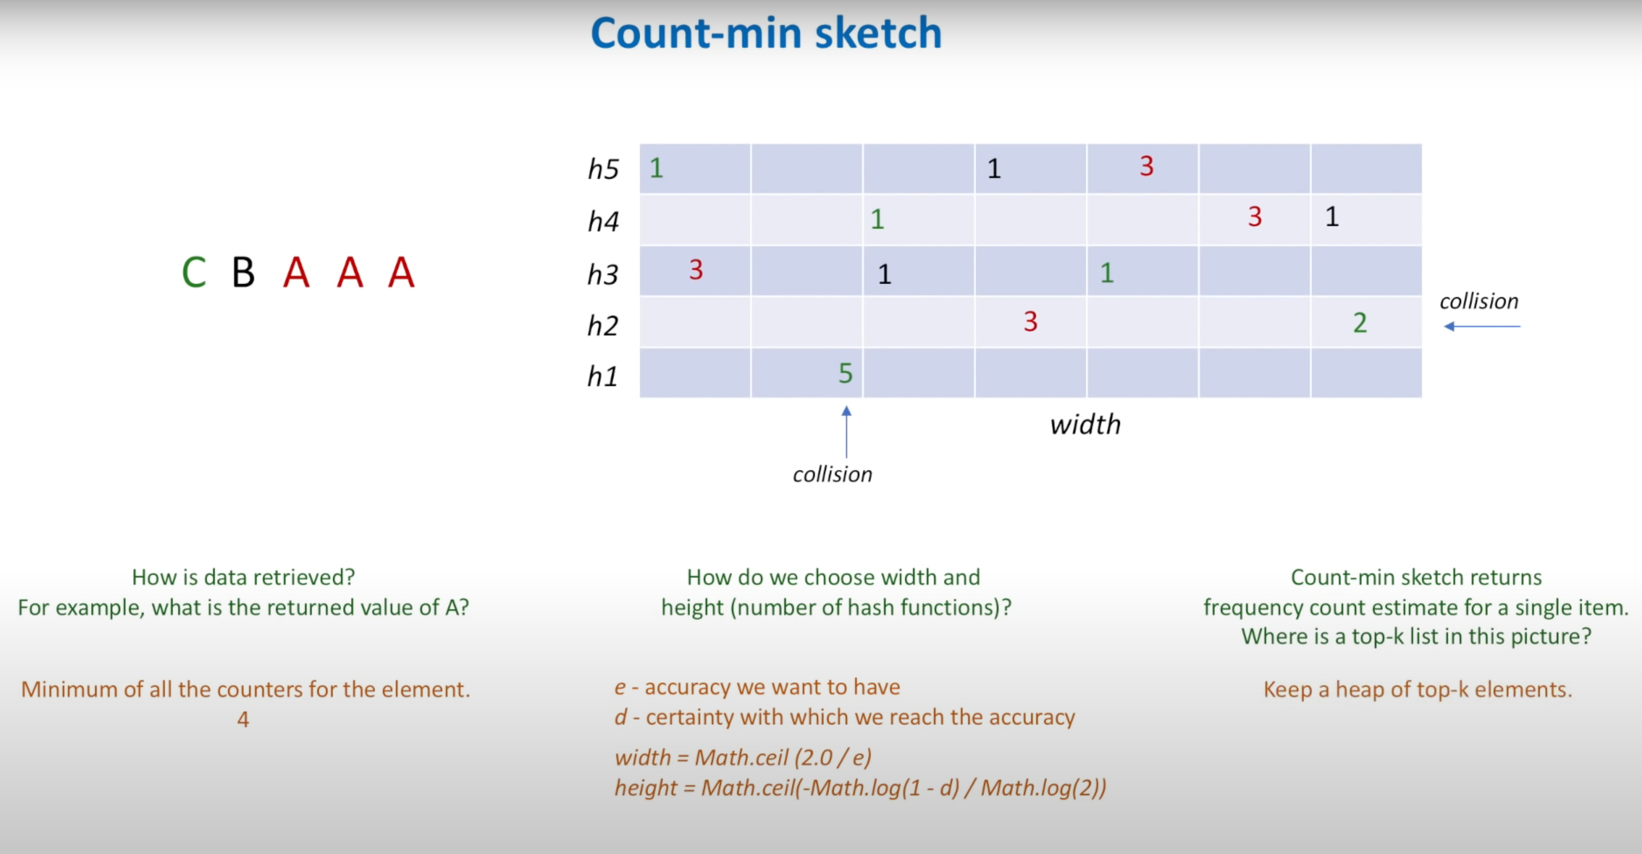 Count-min sketch
C B A A A
h5 1 1 3
h4 1 3 1
h3 3 1 1
h2 3 2
h1 5
collision
width
collision
How is data retrieved?
For example, what is the returned value of A?
Minimum of all the counters for the element.
4
How do we choose width and
height (number of hash functions)?
e - accuracy we want to have
d - certainty with which we reach the accuracy
width = Math.ceil (2.0 / e)
height = Math.ceil(-Math.log(1 - d) / Math.log(2))
Count-min sketch returns
frequency count estimate for a single item.
Where is a top-k list in this picture?
Keep a heap of top-k elements.